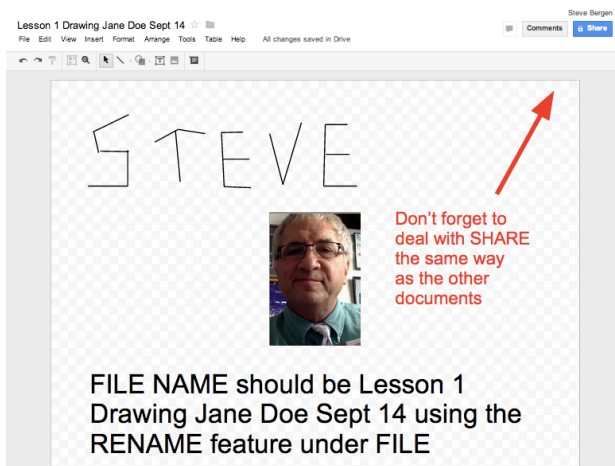 Steve Bergen
Lesson 1 Drawing Jane Doe Sept 14
File Edit View Insert Format Arrange Tools Table Help All changes saved in Drive
Comments
Share
STEVE
Don't forget to
deal with SHARE
the same way
as the other
documents
FILE NAME should be Lesson 1
Drawing Jane Doe Sept 14 using the
RENAME feature under FILE